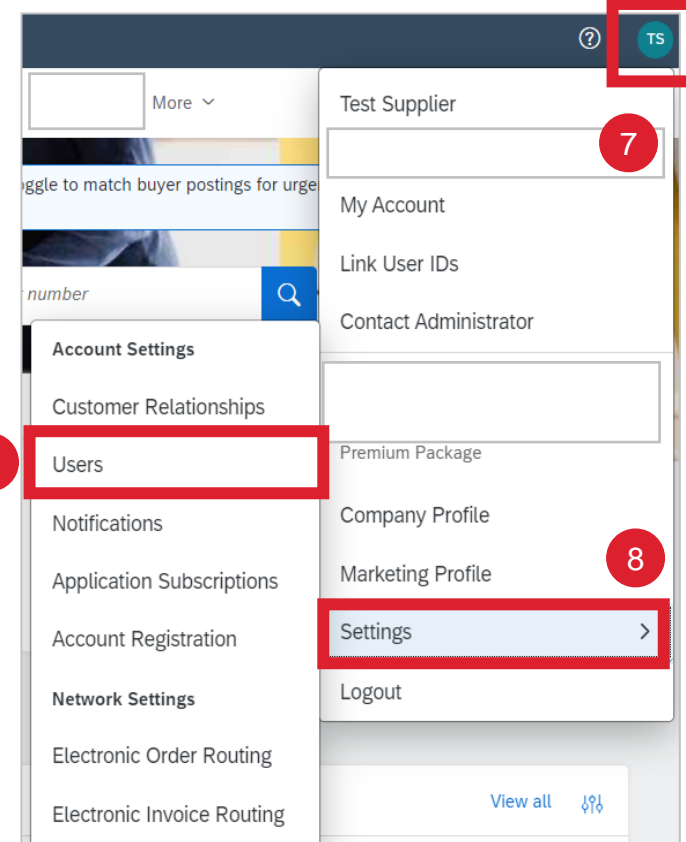 TS
More
Test Supplier
7
ggle to match buyer postings for urge
My Account
Link User IDs
number
Contact Administrator
Account Settings
Customer Relationships
Users
Notifications
Application Subscriptions
Account Registration
Network Settings
Electronic Order Routing
Electronic Invoice Routing
Premium Package
Company Profile
Marketing Profile
8
Settings
Logout
View all